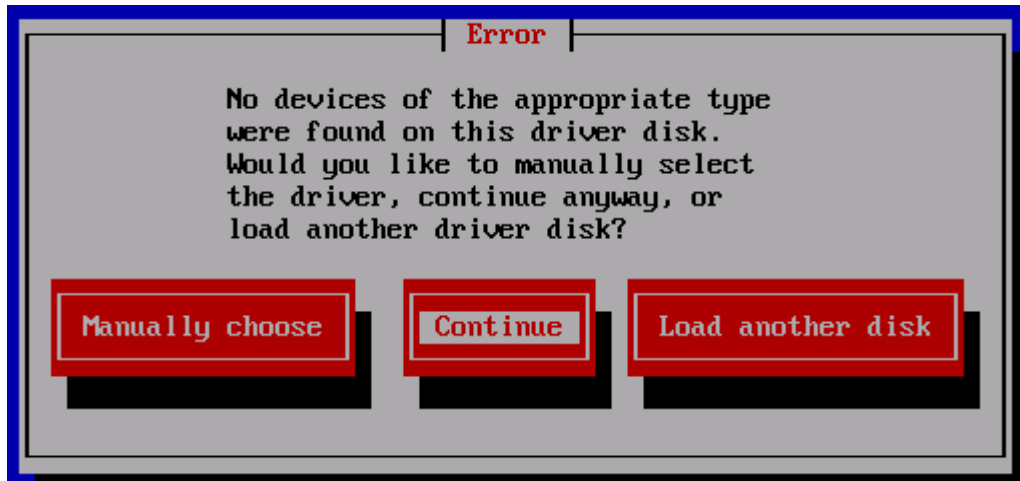 Error
No devices of the appropriate type
were found on this driver disk.
Would you like to manually select
the driver, continue anyway, or
load another driver disk?
Manually choose
Continue
Load another disk